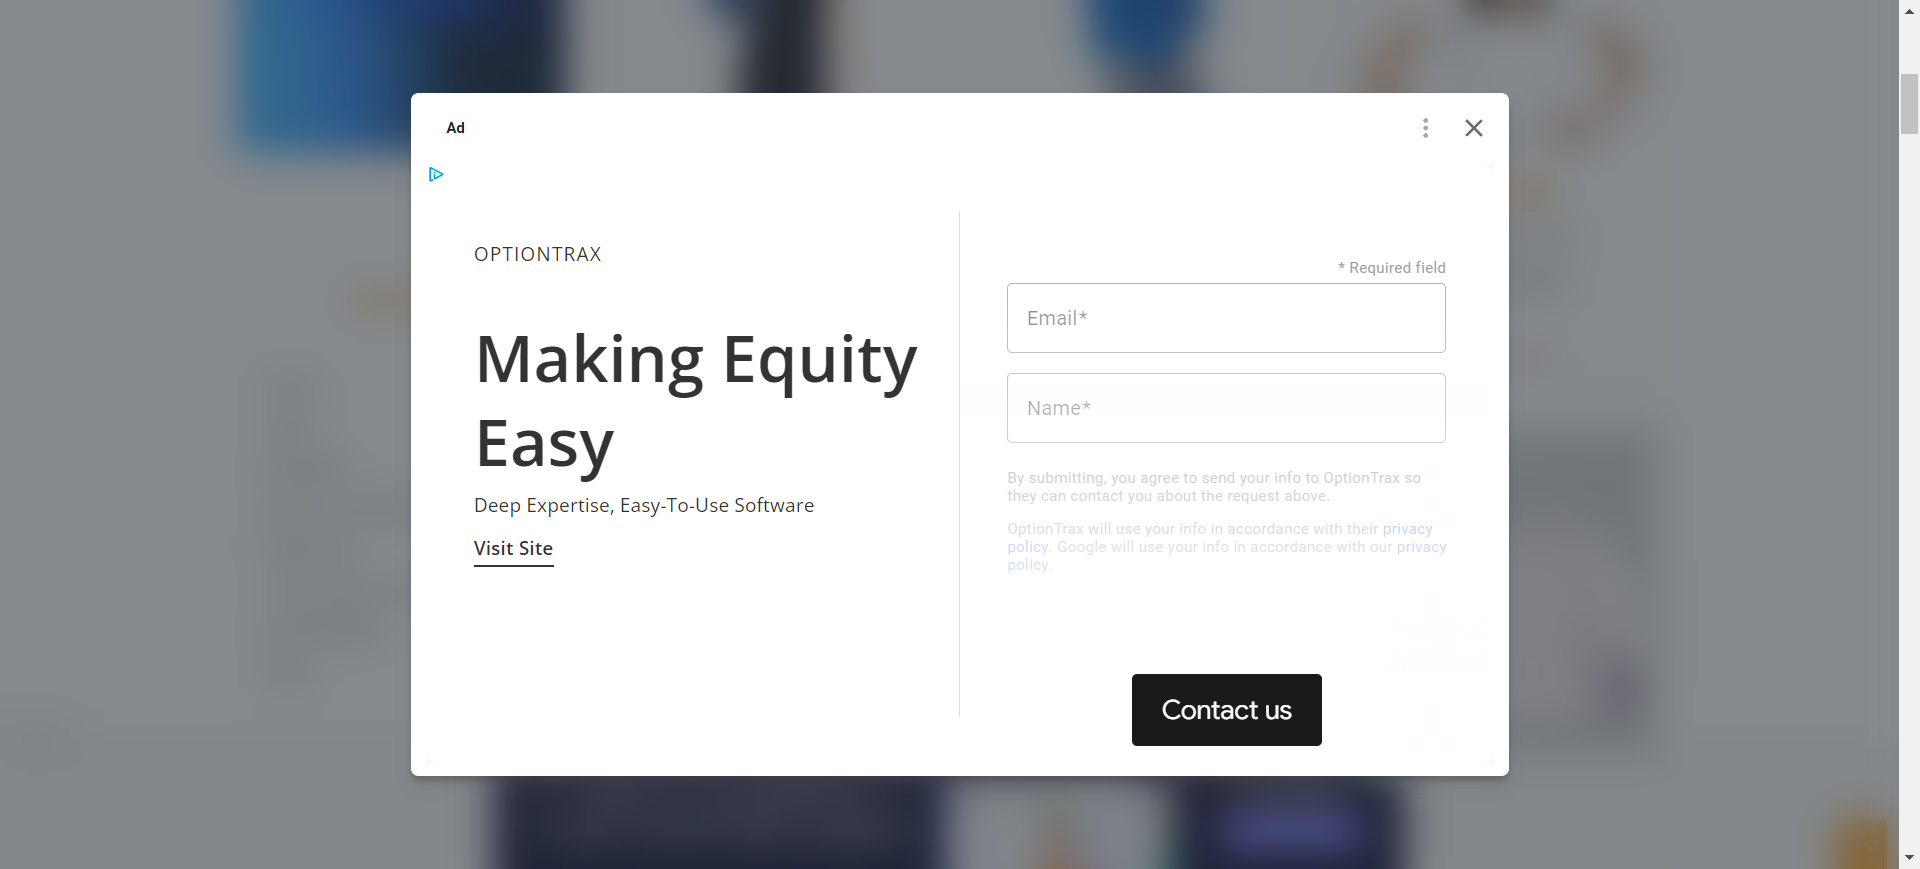 Ad
OPTIONTRAX
Making Equity
Easy
Deep Expertise, Easy-To-Use Software
Visit Site
* Required field
Email*
Name*
By submitting, you agree to send your info to OptionTrax so
they can contact you about the request above.
OptionTrax will use your info in accordance with their privacy
policy. Google will use your info in accordance with our privacy
policy.
Contact us